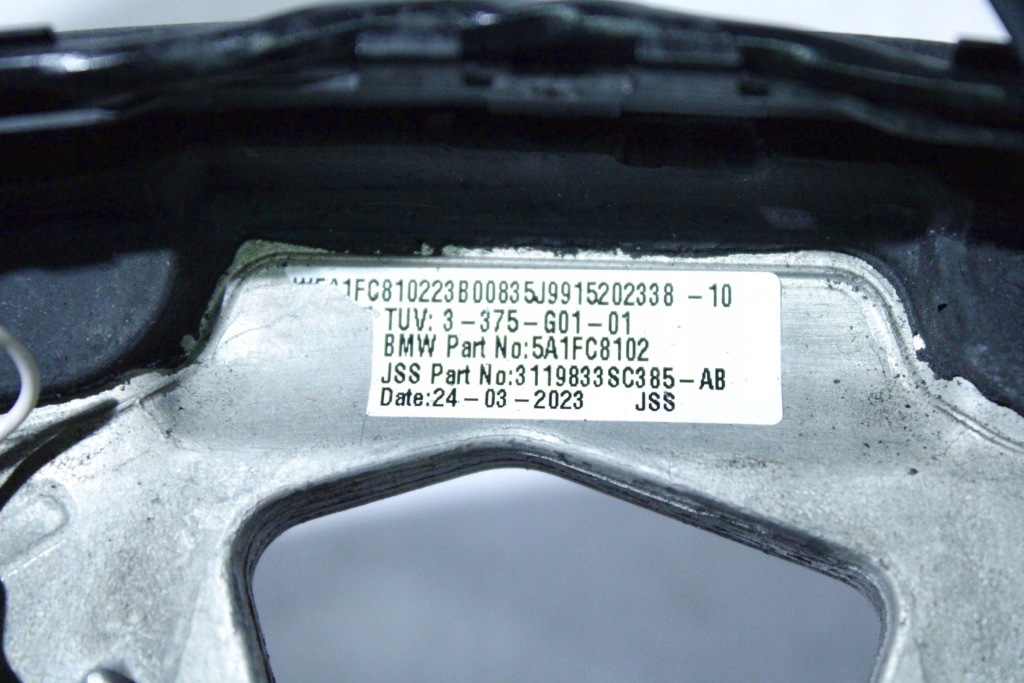 W5A1FC810223B00835J9915202338 -10
TUV: 3-375-G01-01
BMW Part No:5A1FC8102
JSS Part No:3119833SC385-AB
Date:24-03-2023 JSS